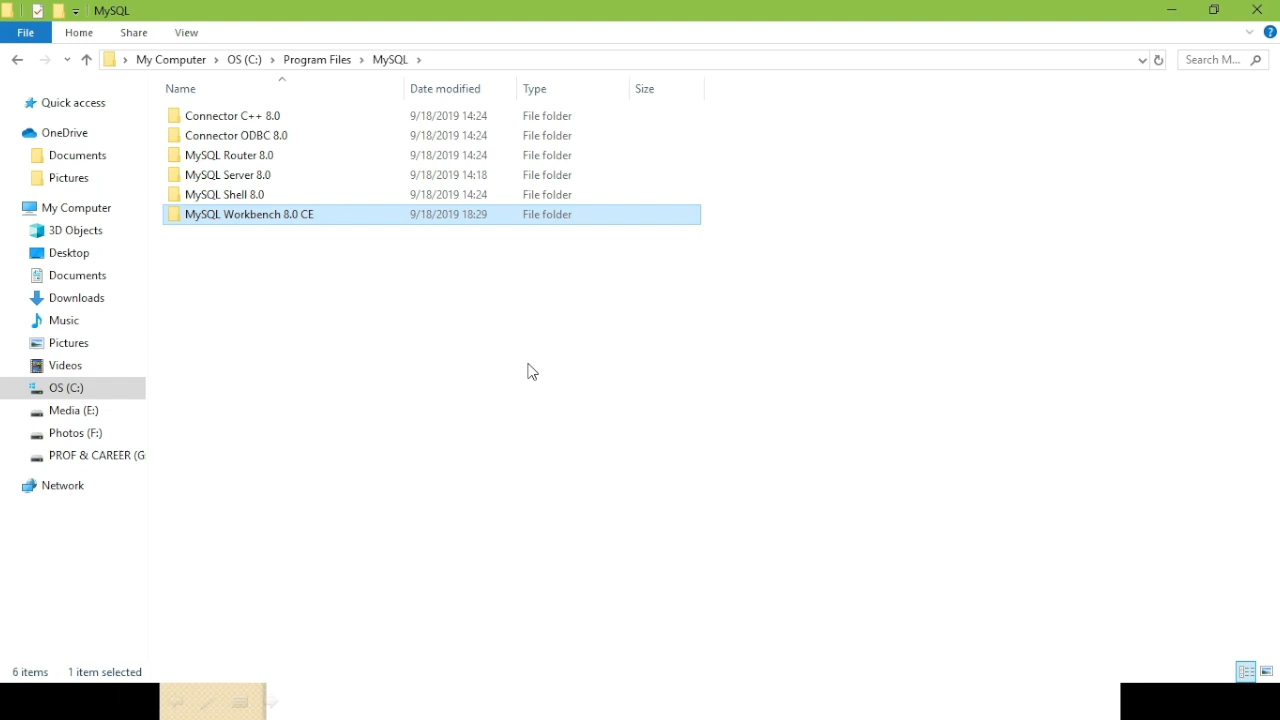 MySQL
File Home Share View
My Computer OS (C:) Program Files MySQL Search M...
Name Date modified Type Size
Quick access
OneDrive
Documents
Pictures
My Computer
3D Objects
Desktop
Documents
Downloads
Music
Pictures
Videos
OS (C:)
Media (E:)
Photos (F:)
PROF & CAREER (G
Network
Connector C++ 8.0 9/18/2019 14:24 File folder
Connector ODBC 8.0 9/18/2019 14:24 File folder
MySQL Router 8.0 9/18/2019 14:24 File folder
MySQL Server 8.0 9/18/2019 14:18 File folder
MySQL Shell 8.0 9/18/2019 14:24 File folder
MySQL Workbench 8.0 CE 9/18/2019 18:29 File folder
6 items 1 item selected